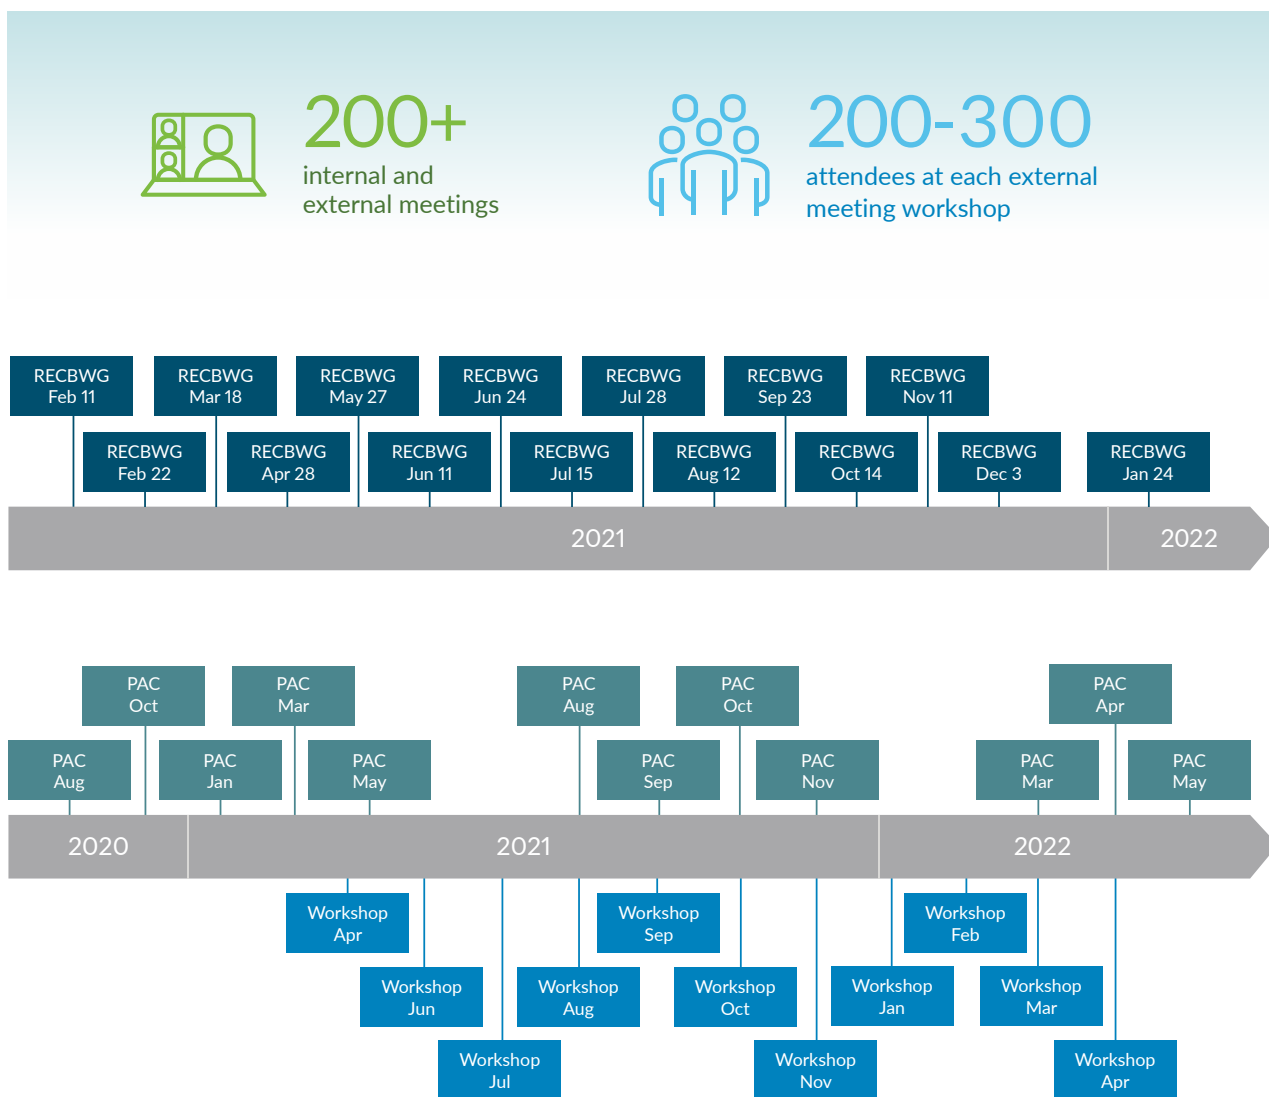 200+
internal and
external meetings
200-300
attendees at each external
meeting workshop
RECBWG
Feb 11
RECBWG
Mar 18
RECBWG
May 27
RECBWG
Jun 24
RECBWG
Jul 28
RECBWG
Sep 23
RECBWG
Nov 11
RECBWG
Feb 22
RECBWG
Apr 28
RECBWG
Jun 11
RECBWG
Jul 15
RECBWG
Aug 12
RECBWG
Oct 14
RECBWG
Dec 3
RECBWG
Jan 24
2021
2022
PAC
Oct
PAC
Mar
PAC
Aug
PAC
Oct
PAC
Apr
PAC
Aug
PAC
Jan
PAC
May
PAC
Sep
PAC
Nov
PAC
Mar
PAC
May
2020
2021
2022
Workshop
Apr
Workshop
Sep
Workshop
Feb
Workshop
Jun
Workshop
Aug
Workshop
Oct
Workshop
Jan
Workshop
Mar
Workshop
Jul
Workshop
Nov
Workshop
Apr